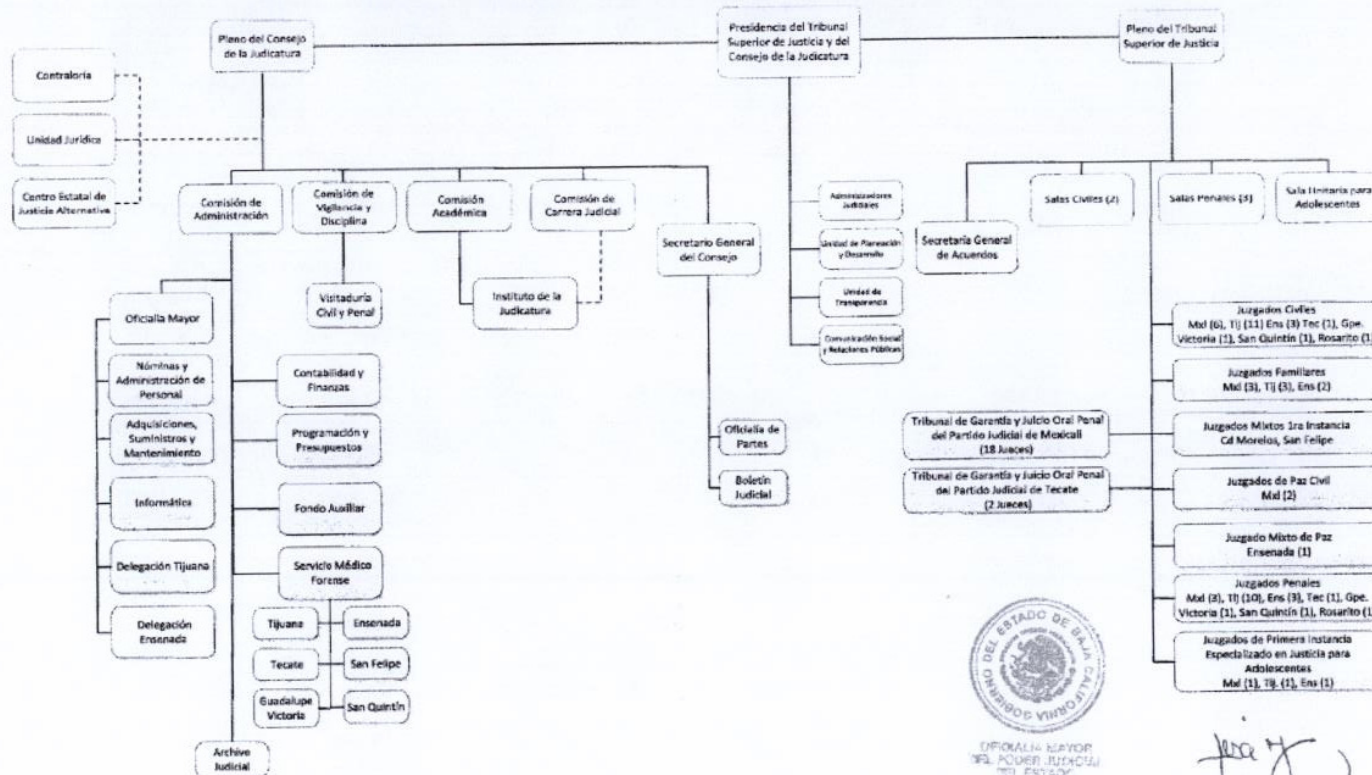 Pleno del Consejo
de la Judicatura
Presidencia del Tribunal
Superior de Justicia y del
Consejo de la Judicatura
Pleno del Tribunal
Superior de Justicia
Contraloría
Unidad Jurídica
Centro Estatal de
Justicia Alternativa
Comisión de
Administración
Comisión de
Vigilancia y
Disciplina
Comisión
Académica
Comisión de
Carrera Judicial
Secretario General
del Consejo
Administradores
Judiciales
Unidad de Planeación
y Desarrollo
Unidad de
Transparencia
Comunicación Social
y Relaciones Públicas
Secretaría General
de Acuerdos
Salas Civiles (2)
Salas Penales (3)
Sala Unitaria para
Adolescentes
Oficialía Mayor
Visitaduría
Civil y Penal
Instituto de la
Judicatura
Nóminas y
Administración de
Personal
Adquisiciones,
Suministros y
Mantenimiento
Informática
Delegación Tijuana
Delegación
Ensenada
Contabilidad y
Finanzas
Programación y
Presupuestos
Fondo Auxiliar
Servicio Médico
Forense
Tijuana
Ensenada
Tecate
San Felipe
Guadalupe
Victoria
San Quintín
Archivo
Judicial
Oficialía de
Partes
Boletín
Judicial
Tribunal de Garantía y Juicio Oral Penal
del Partido Judicial de Mexicali
(18 Jueces)
Tribunal de Garantía y Juicio Oral Penal
del Partido Judicial de Tecate
(2 Jueces)
Juzgados Civiles
Mxl (6), Tij (11) Ens (3) Tec (1), Gpe.
Victoria (1), San Quintín (1), Rosarito (1)
Juzgados Familiares
Mxl (3), Tij (3), Ens (2)
Juzgados Mixtos 1ra Instancia
Cd Morelos, San Felipe
Juzgados de Paz Civil
Mxl (2)
Juzgado Mixto de Paz
Ensenada (1)
Juzgados Penales
Mxl (3), Tij (10), Ens (3), Tec (1), Gpe.
Victoria (1), San Quintín (1), Rosarito (1)
Juzgados de Primera Instancia
Especializado en Justicia para
Adolescentes
Mxl (1), Tij. (1), Ens (1)
GOBIERNO DEL ESTADO DE BAJA CALIFORNIA
OFICIALIA MAYOR
DEL PODER JUDICIAL
DEL ESTADO